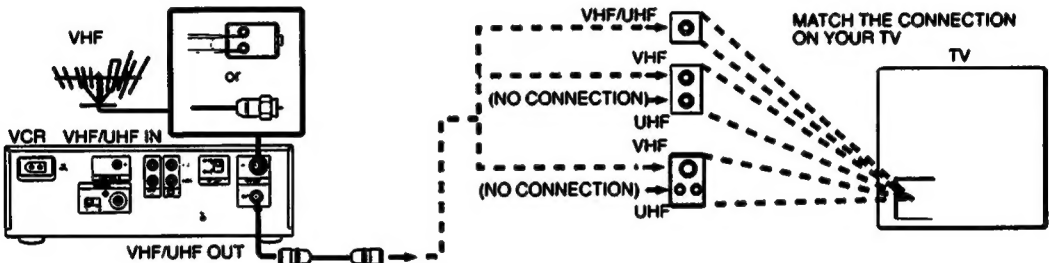 VHF
or
VCR VHF/UHF IN
VHF/UHF OUT
VHF/UHF
VHF
(NO CONNECTION)
UHF
VHF
(NO CONNECTION)
UHF
MATCH THE CONNECTION
ON YOUR TV
TV